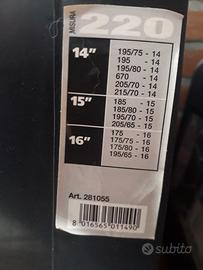 MISURA
220
14"
195/75 - 14
195 - 14
195/80 - 14
670 - 14
205/70 - 14
215/70 - 14
15"
185 - 15
195/80 - 15
195/70 - 15
205/65 - 15
16"
175 - 16
175/75 - 16
175/80 - 16
195/65 - 16
Art. 281055
8 016565 011490
subito